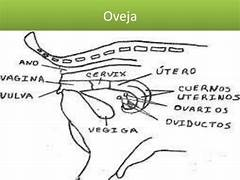 Oveja
ANO
VAGINA
VULVA
CERVIX
ÚTERO
CUERNOS
UTERINOS
OVARIOS
OVIDUCTOS
VEGIGA